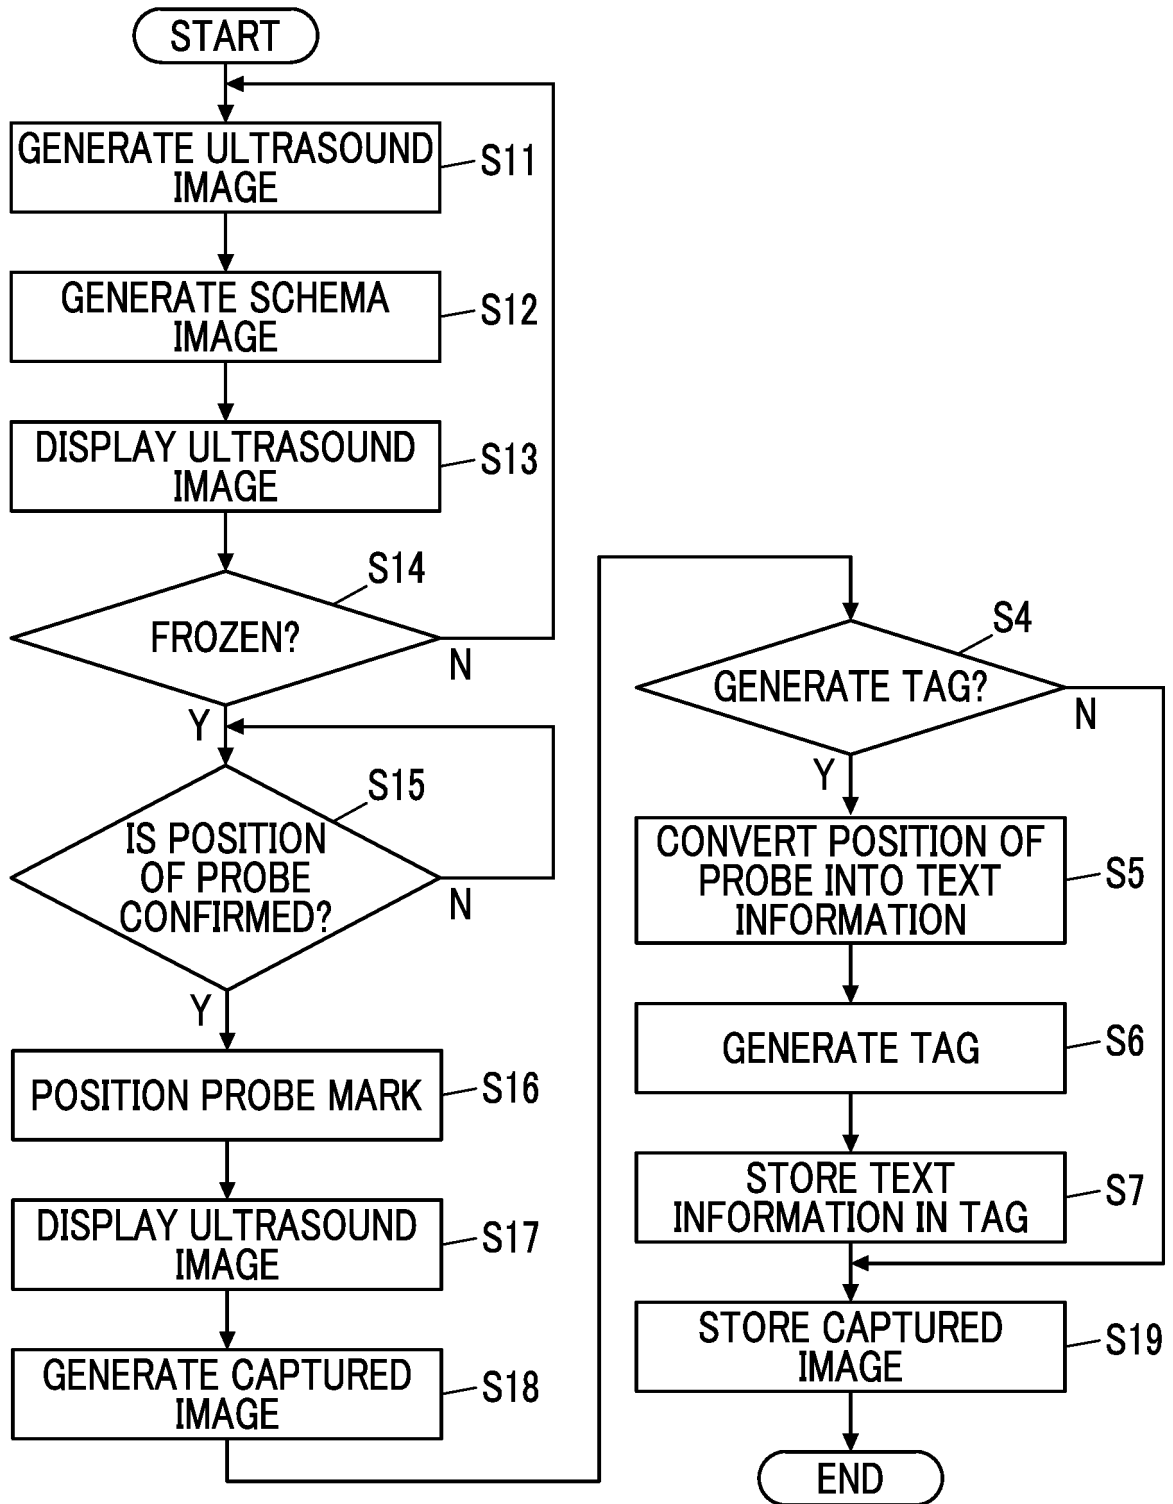 START
GENERATE ULTRASOUND
IMAGE
S11
GENERATE SCHEMA
IMAGE
S12
DISPLAY ULTRASOUND
IMAGE
S13
S14
FROZEN?
N
Y
S15
IS POSITION
OF PROBE
CONFIRMED?
N
Y
POSITION PROBE MARK
S16
DISPLAY ULTRASOUND
IMAGE
S17
GENERATE CAPTURED
IMAGE
S18
S4
GENERATE TAG?
N
Y
CONVERT POSITION OF
PROBE INTO TEXT
INFORMATION
S5
GENERATE TAG
S6
STORE TEXT
INFORMATION IN TAG
S7
STORE CAPTURED
IMAGE
S19
END